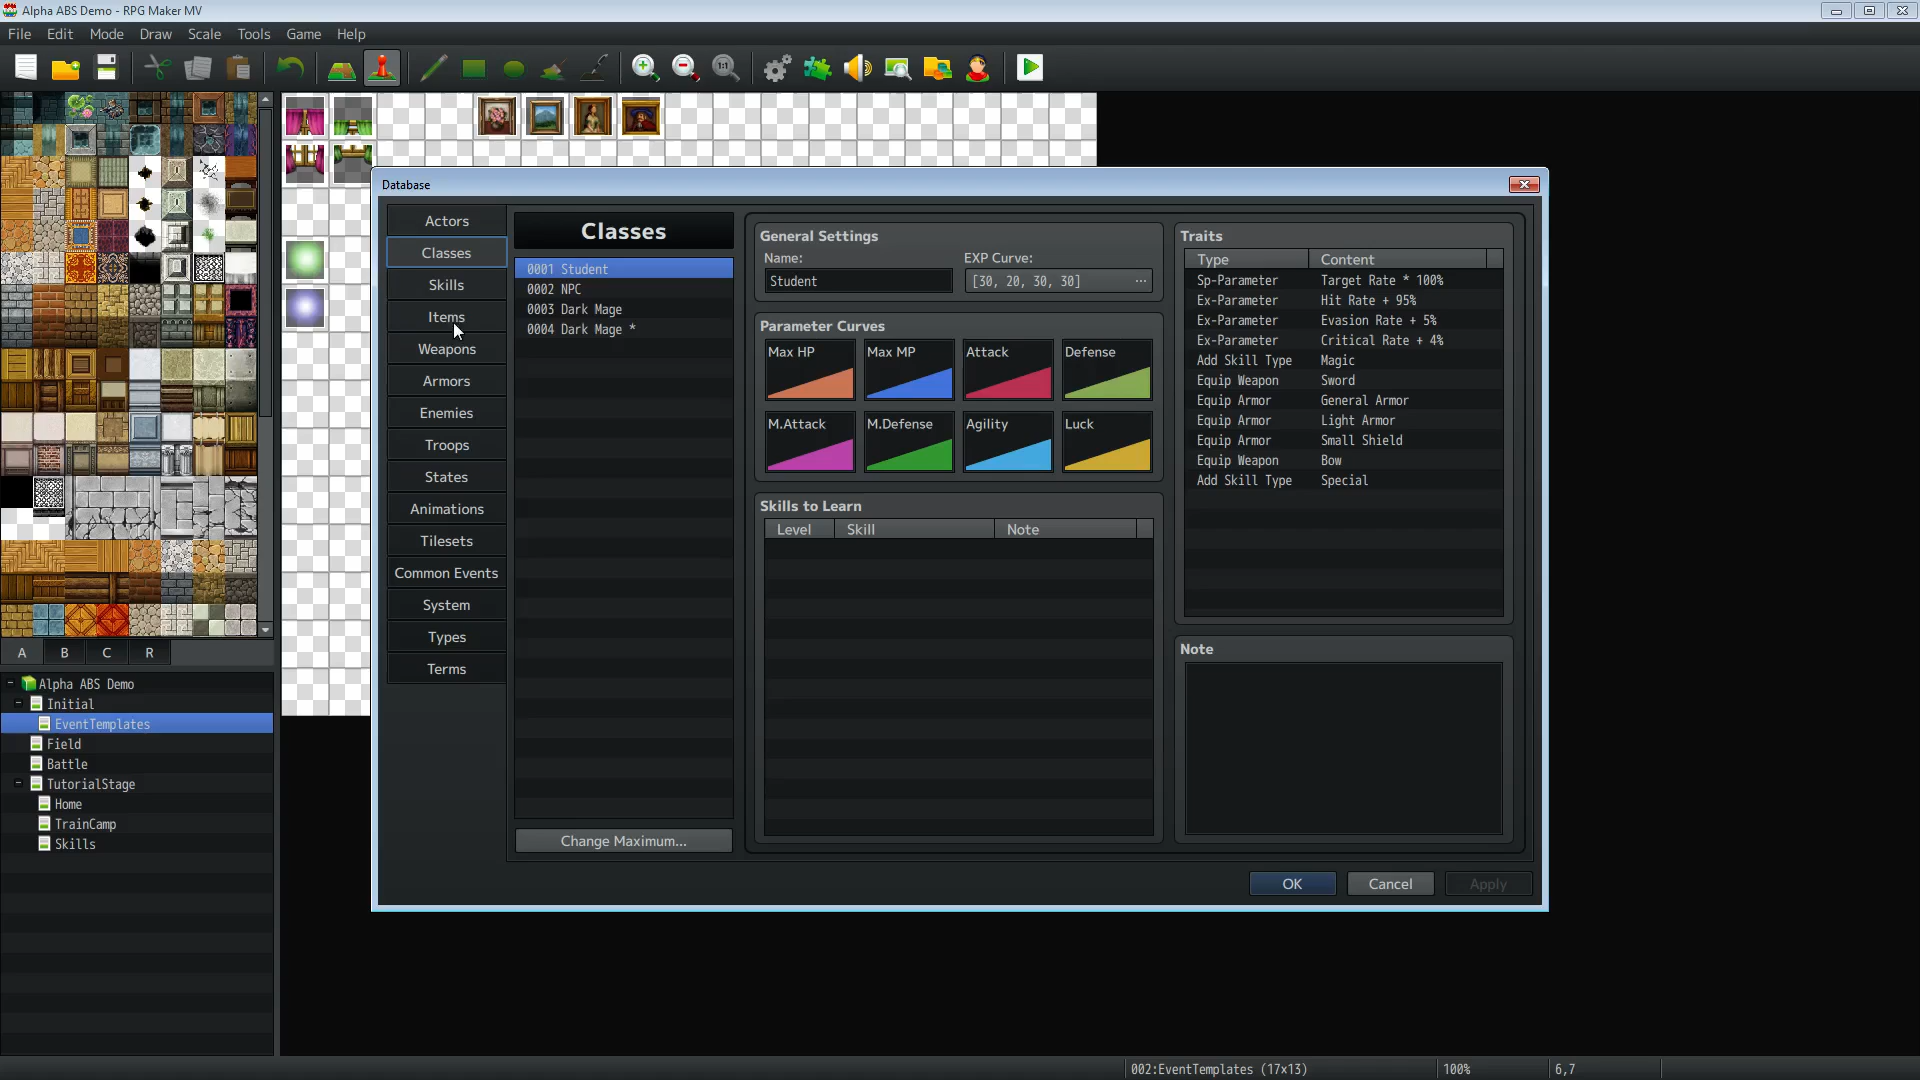 Alpha ABS Demo - RPG Maker MV
File Edit Mode Draw Scale Tools Game Help
1:1
Database
Actors
Classes
Skills
Items
Weapons
Armors
Enemies
Troops
States
Animations
Tilesets
Common Events
System
Types
Terms
Classes
0001 Student
0002 NPC
0003 Dark Mage
0004 Dark Mage *
Change Maximum...
General Settings
Name: EXP Curve:
Student [30, 20, 30, 30] ...
Parameter Curves
Max HP Max MP Attack Defense
M.Attack M.Defense Agility Luck
Skills to Learn
Level Skill Note
Traits
Type Content
Sp-Parameter Target Rate * 100%
Ex-Parameter Hit Rate + 95%
Ex-Parameter Evasion Rate + 5%
Ex-Parameter Critical Rate + 4%
Add Skill Type Magic
Equip Weapon Sword
Equip Armor General Armor
Equip Armor Light Armor
Equip Armor Small Shield
Equip Weapon Bow
Add Skill Type Special
Note
OK Cancel Apply
A B C R
Alpha ABS Demo
Initial
EventTemplates
Field
Battle
TutorialStage
Home
TrainCamp
Skills
002:EventTemplates (17×13) 100% 6,7